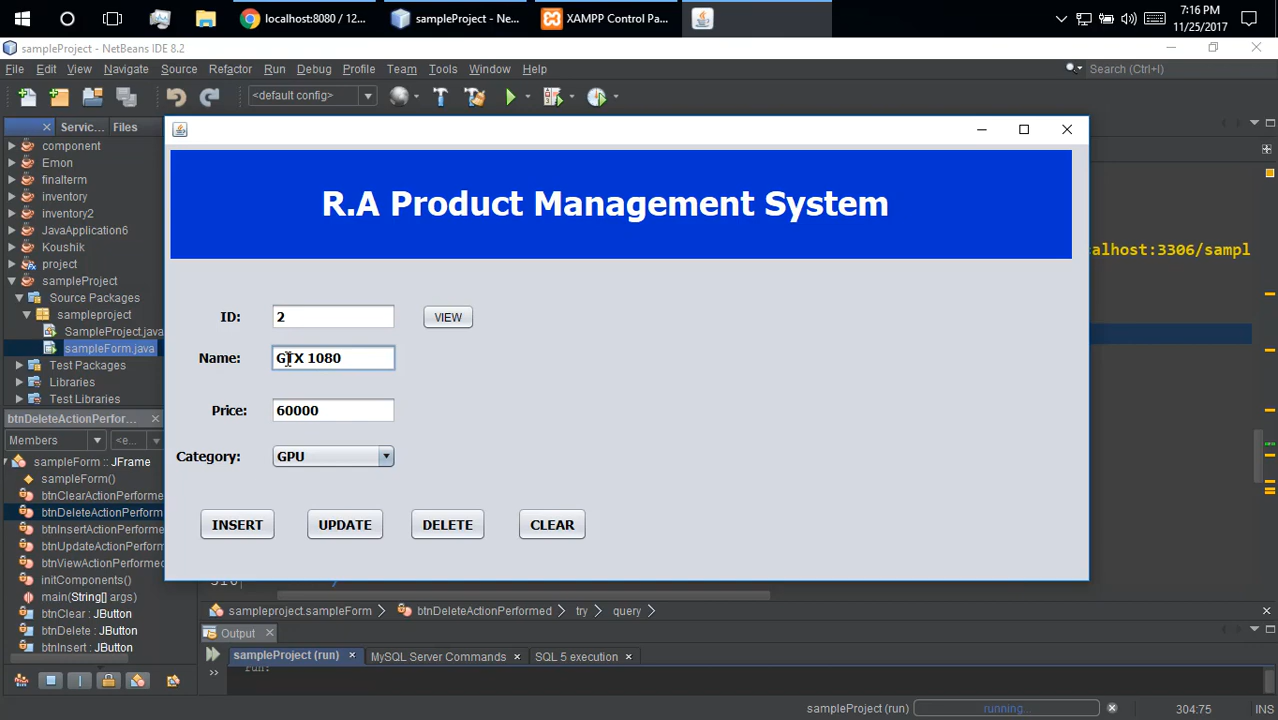 localhost:8080 / 12...
sampleProject - Ne...
XAMPP Control Pa...
7:16 PM
11/25/2017
sampleProject - NetBeans IDE 8.2
File Edit View Navigate Source Refactor Run Debug Profile Team Tools Window Help
Search (Ctrl+I)
<default config>
Servic... Files
component
Emon
finalterm
inventory
inventory2
JavaApplication6
Koushik
project
sampleProject
Source Packages
sampleproject
SampleProject.java
sampleForm.java
Test Packages
Libraries
Test Libraries
R.A Product Management System
ID: 2 VIEW
Name: GTX 1080
Price: 60000
Category: GPU
INSERT UPDATE DELETE CLEAR
alhost:3306/sampl
btnDeleteActionPerfor...
Members <e...
sampleForm :: JFrame
sampleForm()
btnClearActionPerforme
btnDeleteActionPerform
btnInsertActionPerforme
btnUpdateActionPerform
btnViewActionPerformed
initComponents()
main(String[] args)
btnClear : JButton
btnDelete : JButton
btnInsert : JButton
sampleproject.sampleForm btnDeleteActionPerformed try query
Output
sampleProject (run) MySQL Server Commands SQL 5 execution
run:
sampleProject (run) running... 304:75 INS